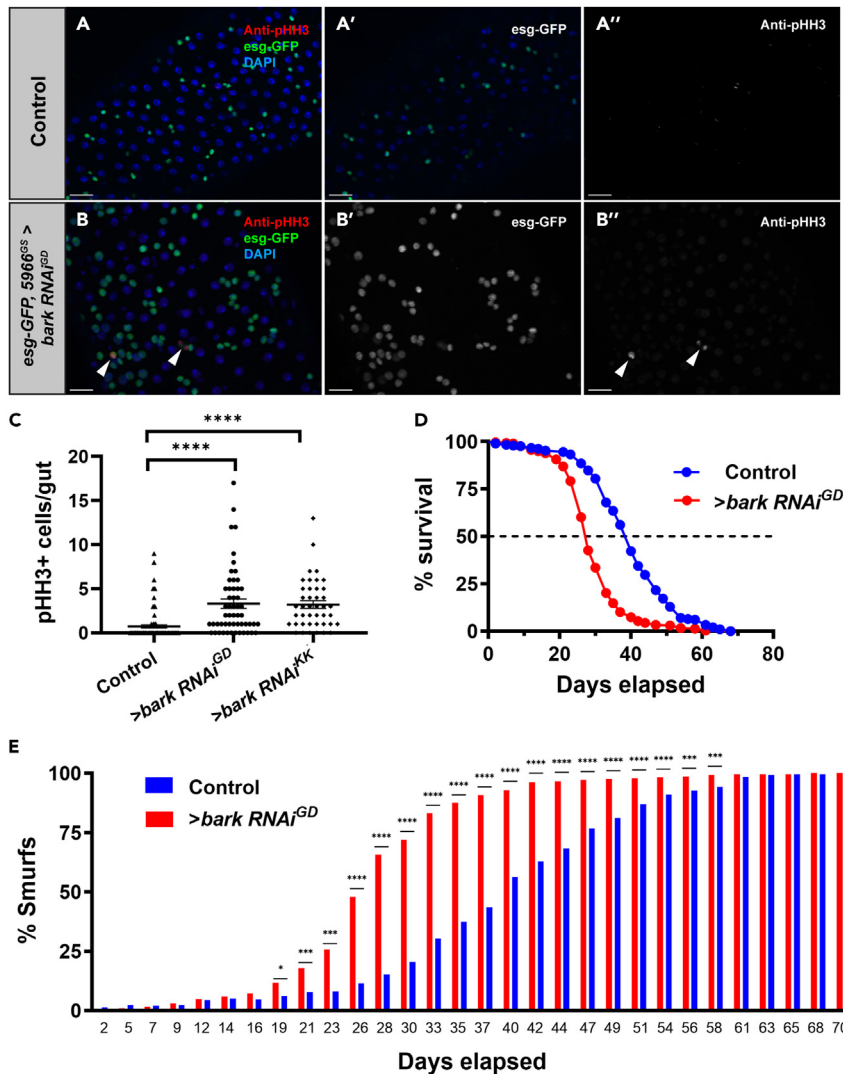 A
Anti-pHH3
esg-GFP
DAPI
A′
esg-GFP
A″
Anti-pHH3
Control
B
Anti-pHH3
esg-GFP
DAPI
B′
esg-GFP
B″
Anti-pHH3
esg-GFP, 5966GS >
bark RNAiGD
C
****
****
pHH3+ cells/gut
20
15
10
5
0
Control
>bark RNAiGD
>bark RNAiKK
D
% survival
100
75
50
25
0
0 20 40 60 80
Days elapsed
Control
>bark RNAiGD
E
% Smurfs
100
75
50
25
0
Control
>bark RNAiGD
* *** *** **** **** **** **** **** **** **** **** **** **** **** **** **** *** ***
2 5 7 9 12 14 16 19 21 23 26 28 30 33 35 37 40 42 44 47 49 51 54 56 58 61 63 65 68 70
Days elapsed